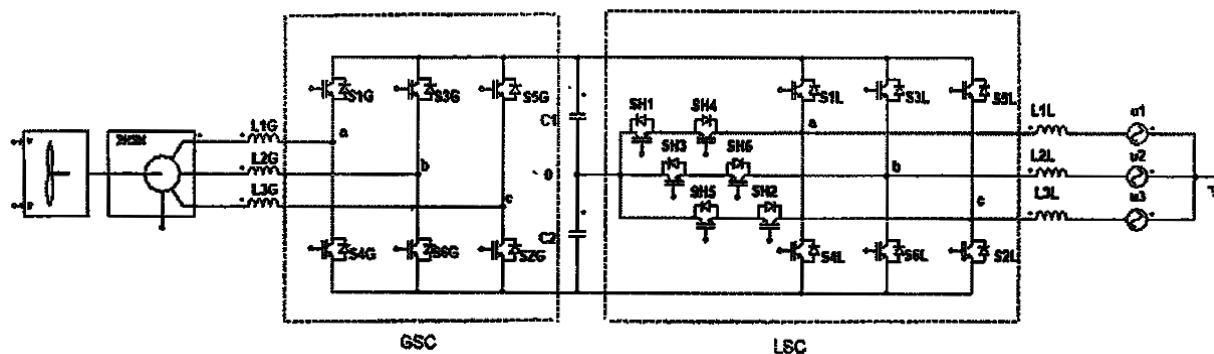 S1G
S3G
S5G
L1G
a
L2G
b
L3G
c
S4G
S6G
S2G
GSC
C1
0
C2
SH1
SH4
SH3
SH6
SH5
SH2
S1L
S3L
S5L
a
b
c
S4L
S6L
S2L
L1L
L2L
L3L
u1
u2
u3
LSC